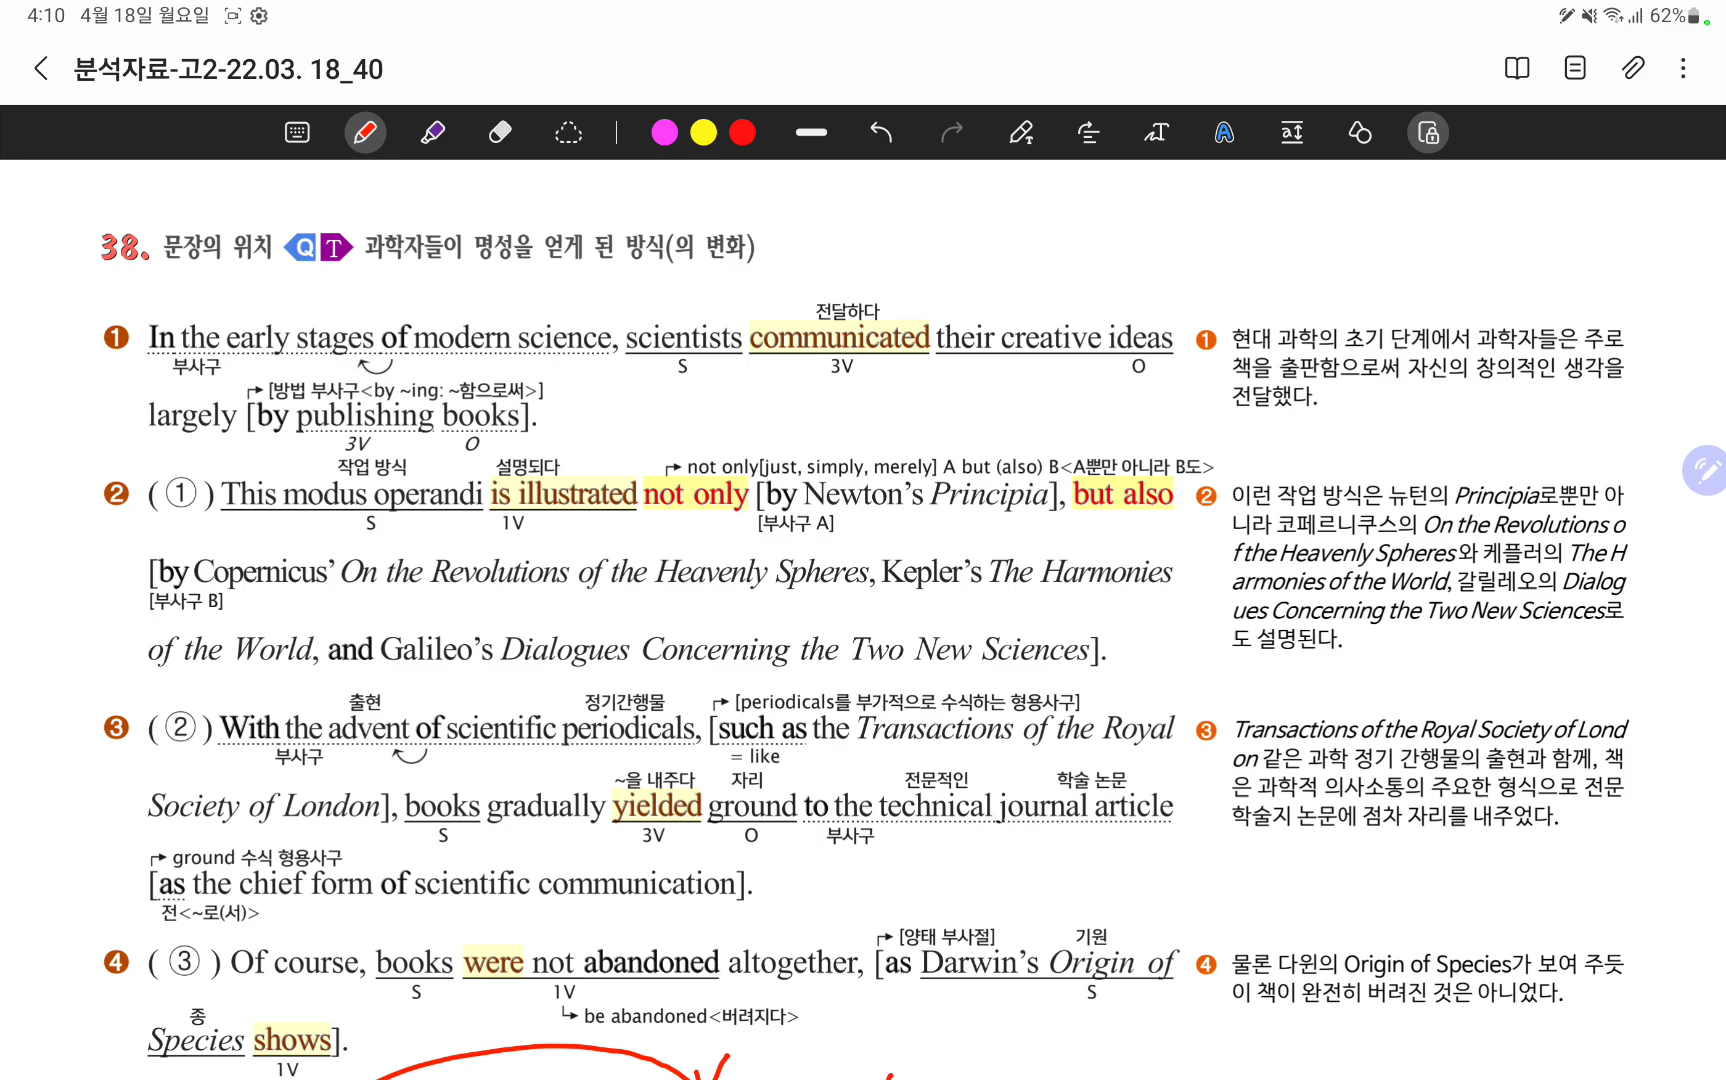 4:10 4월 18일 월요일 62%
분석자료-고2-22.03. 18_40
38. 문장의 위치 Q T 과학자들이 명성을 얻게 된 방식(의 변화)
전달하다
❶ In the early stages of modern science, scientists communicated their creative ideas
부사구 S 3V O
[방법 부사구<by ~ing: ~함으로써>]
largely [by publishing books].
3V O
❶ 현대 과학의 초기 단계에서 과학자들은 주로
책을 출판함으로써 자신의 창의적인 생각을
전달했다.
작업 방식 설명되다 not only[just, simply, merely] A but (also) B<A뿐만 아니라 B도>
❷ ( ① ) This modus operandi is illustrated not only [by Newton’s Principia], but also
S 1V [부사구 A]
[by Copernicus’ On the Revolutions of the Heavenly Spheres, Kepler’s The Harmonies
[부사구 B]
of the World, and Galileo’s Dialogues Concerning the Two New Sciences].
❷ 이런 작업 방식은 뉴턴의 Principia로뿐만 아
니라 코페르니쿠스의 On the Revolutions o
f the Heavenly Spheres와 케플러의 The H
armonies of the World, 갈릴레오의 Dialog
ues Concerning the Two New Sciences로
도 설명된다.
출현 정기간행물 [periodicals를 부가적으로 수식하는 형용사구]
❸ ( ② ) With the advent of scientific periodicals, [such as the Transactions of the Royal
부사구 = like
~을 내주다 자리 전문적인 학술 논문
Society of London], books gradually yielded ground to the technical journal article
S 3V O 부사구
ground 수식 형용사구
[as the chief form of scientific communication].
전<~로(서)>
❸ Transactions of the Royal Society of Lond
on 같은 과학 정기 간행물의 출현과 함께, 책
은 과학적 의사소통의 주요한 형식으로 전문
학술지 논문에 점차 자리를 내주었다.
[양태 부사절] 기원
❹ ( ③ ) Of course, books were not abandoned altogether, [as Darwin’s Origin of
S 1V S
종 be abandoned<버려지다>
Species shows].
1V
❹ 물론 다윈의 Origin of Species가 보여 주듯
이 책이 완전히 버려진 것은 아니었다.